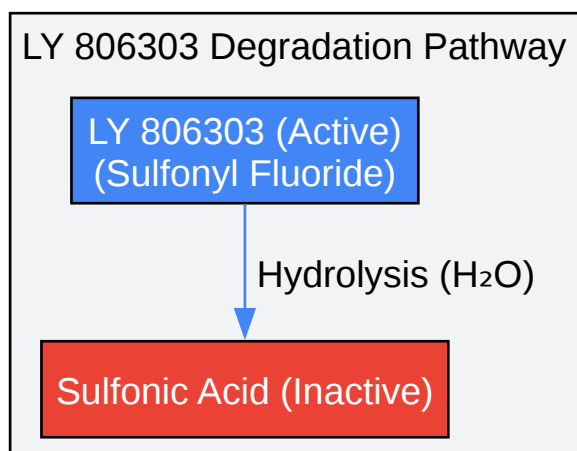 LY 806303 Degradation Pathway
LY 806303 (Active)
(Sulfonyl Fluoride)
Hydrolysis (H₂O)
Sulfonic Acid (Inactive)